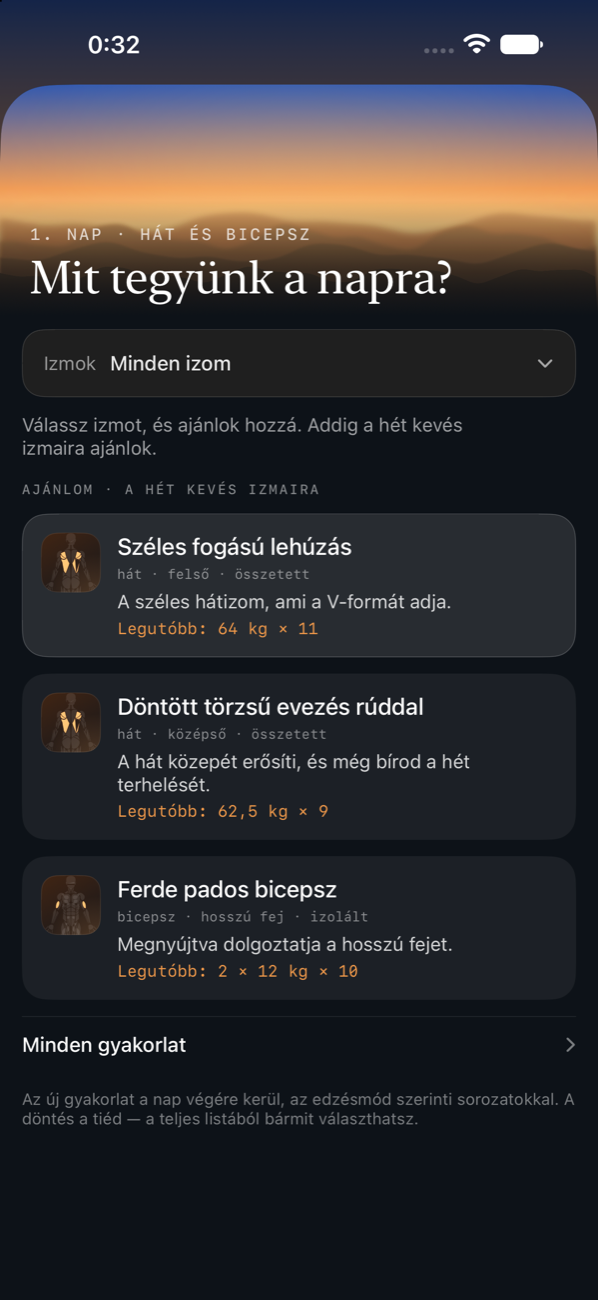 0:32
1. NAP · HÁT ÉS BICEPSZ
Mit tegyünk a napra?
Izmok Minden izom
Válassz izmot, és ajánlok hozzá. Addig a hét kevés
izmaira ajánlok.
AJÁNLOM · A HÉT KEVÉS IZMAIRA
Széles fogású lehúzás
hát · felső · összetett
A széles hátizom, ami a V-formát adja.
Legutóbb: 64 kg × 11
Döntött törzsű evezés rúddal
hát · középső · összetett
A hát közepét erősíti, és még bírod a hét
terhelését.
Legutóbb: 62,5 kg × 9
Ferde pados bicepsz
bicepsz · hosszú fej · izolált
Megnyújtva dolgoztatja a hosszú fejet.
Legutóbb: 2 × 12 kg × 10
Minden gyakorlat
Az új gyakorlat a nap végére kerül, az edzésmód szerinti sorozatokkal. A
döntés a tiéd — a teljes listából bármit választhatsz.